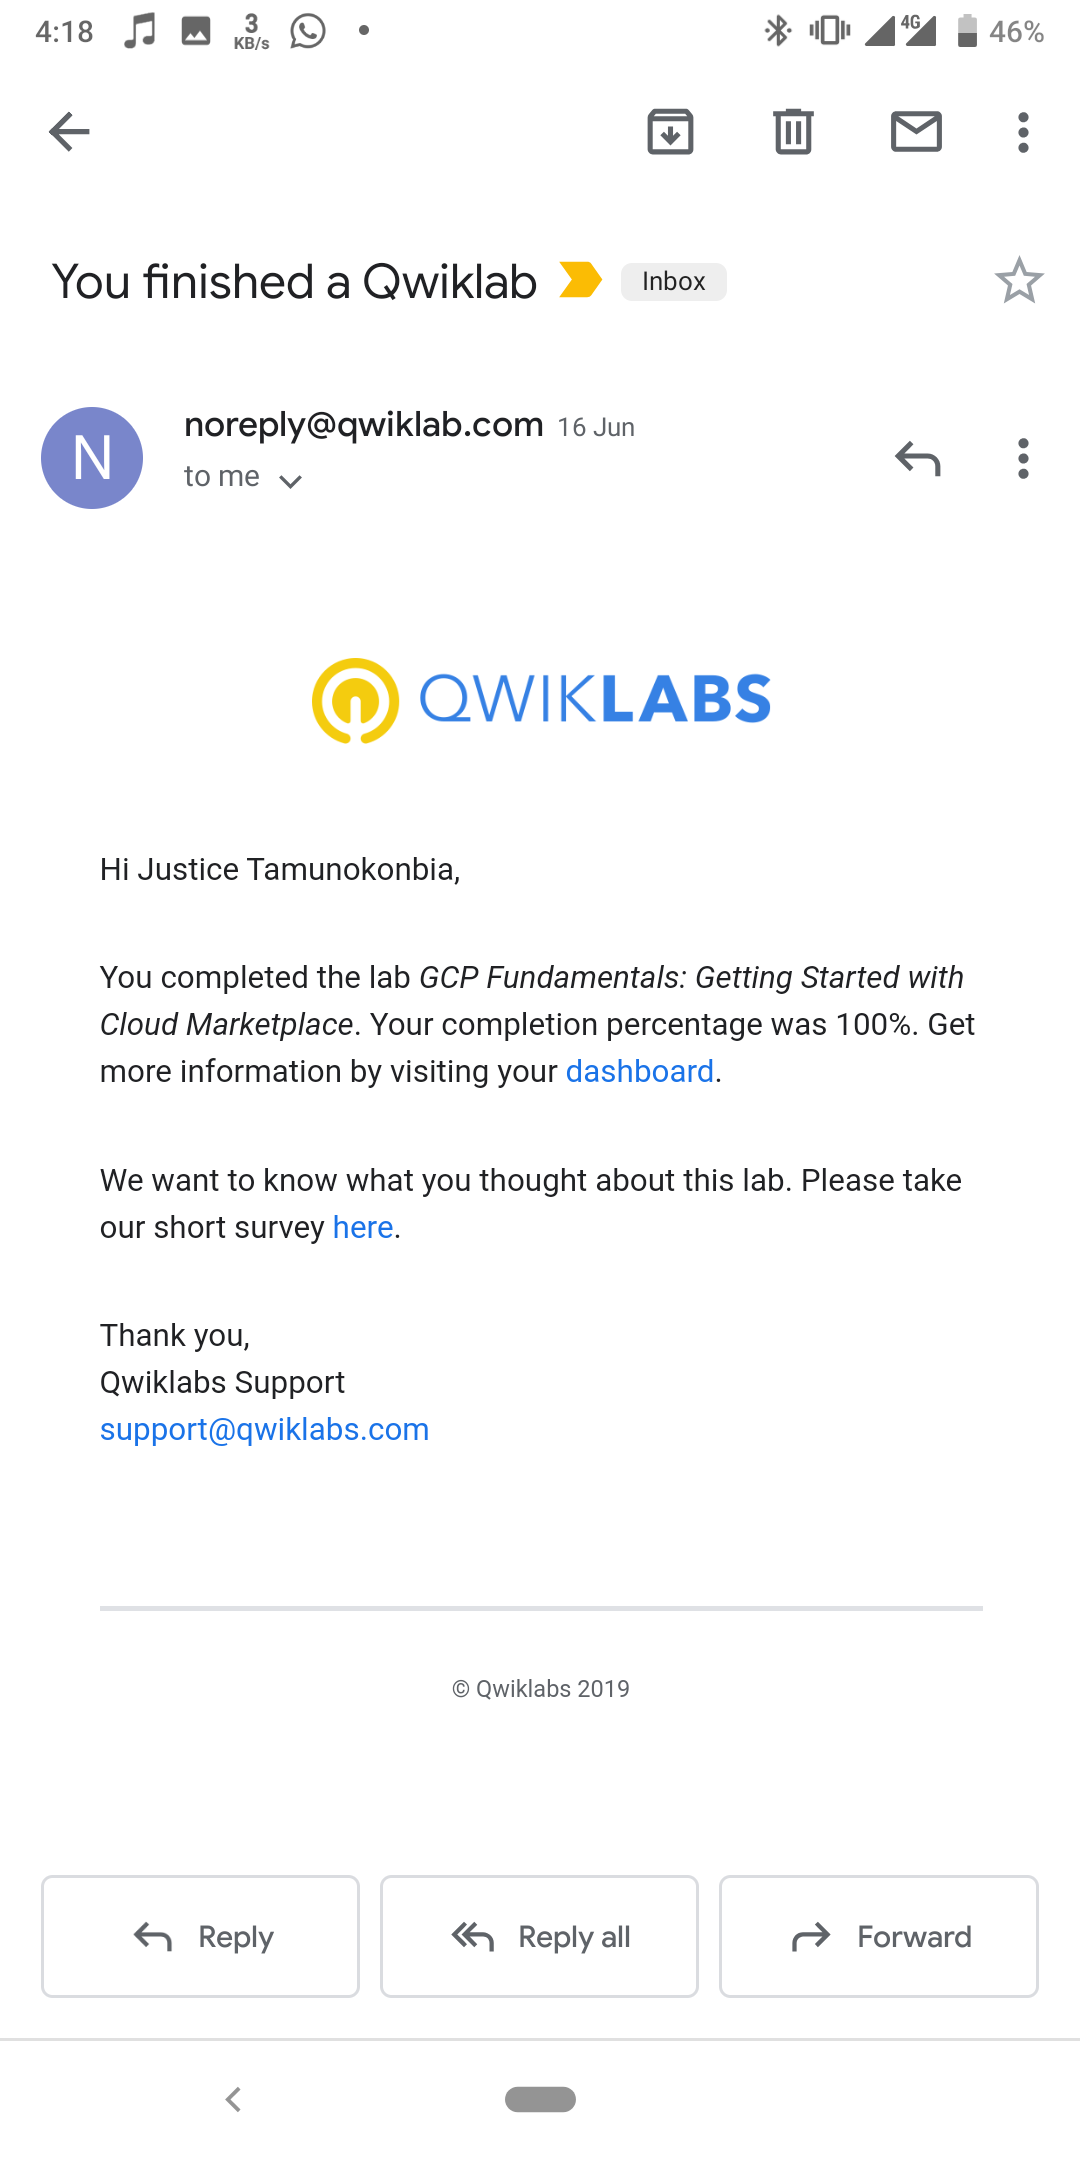 4:18 3 KB/s 4G 46%
You finished a Qwiklab Inbox
N
noreply@qwiklab.com 16 Jun
to me
QWIKLABS
Hi Justice Tamunokonbia,
You completed the lab GCP Fundamentals: Getting Started with
Cloud Marketplace. Your completion percentage was 100%. Get
more information by visiting your dashboard.
We want to know what you thought about this lab. Please take
our short survey here.
Thank you,
Qwiklabs Support
support@qwiklabs.com
© Qwiklabs 2019
Reply Reply all Forward